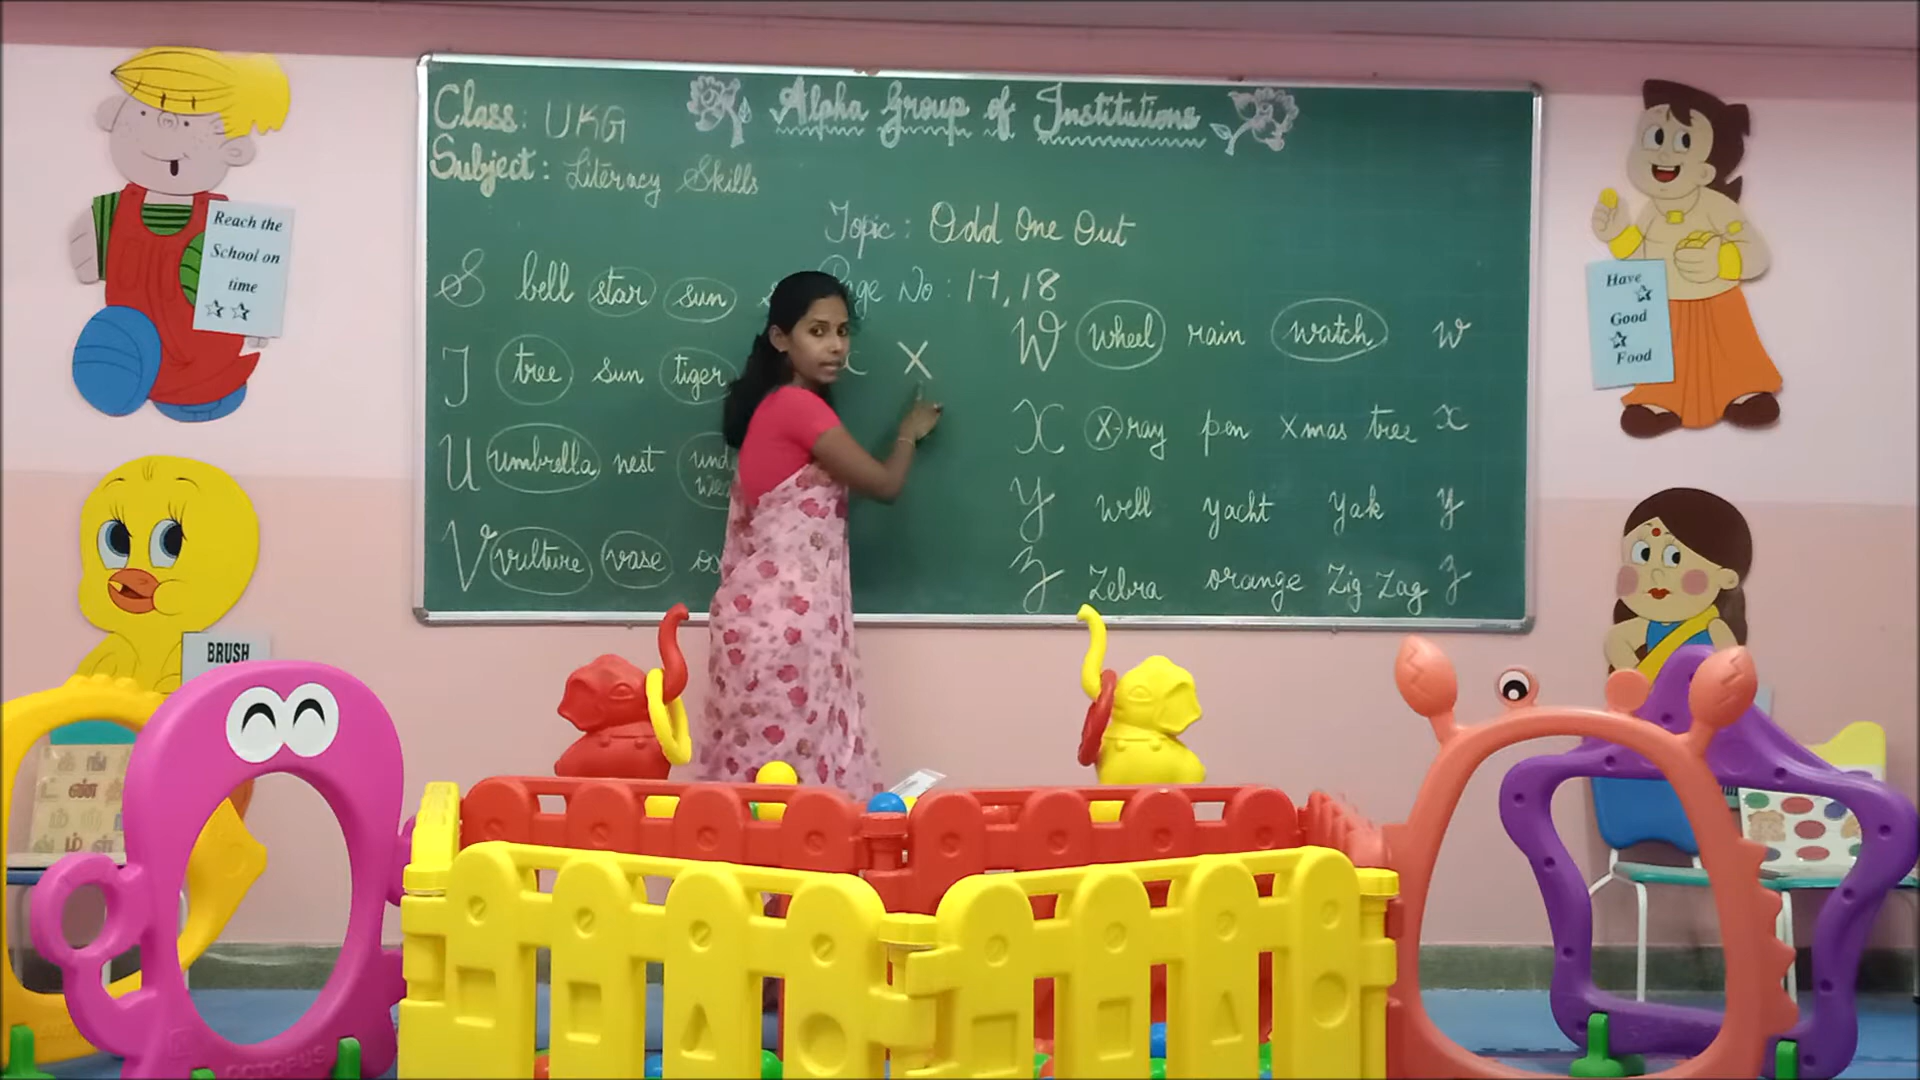 Class: UKG
Alpha Group of Institutions
Subject: Literacy Skills
Topic: Odd One Out
Page No: 17, 18
S bell star sun
T tree sun tiger
X
U umbrella nest
V vulture vase
W wheel rain watch w
X X-ray pen Xmas tree x
Y well yacht yak y
Z Zebra orange Zig-Zag z
Reach the
School on
time
Have
Good
Food
BRUSH
OCTOPUS
ண்